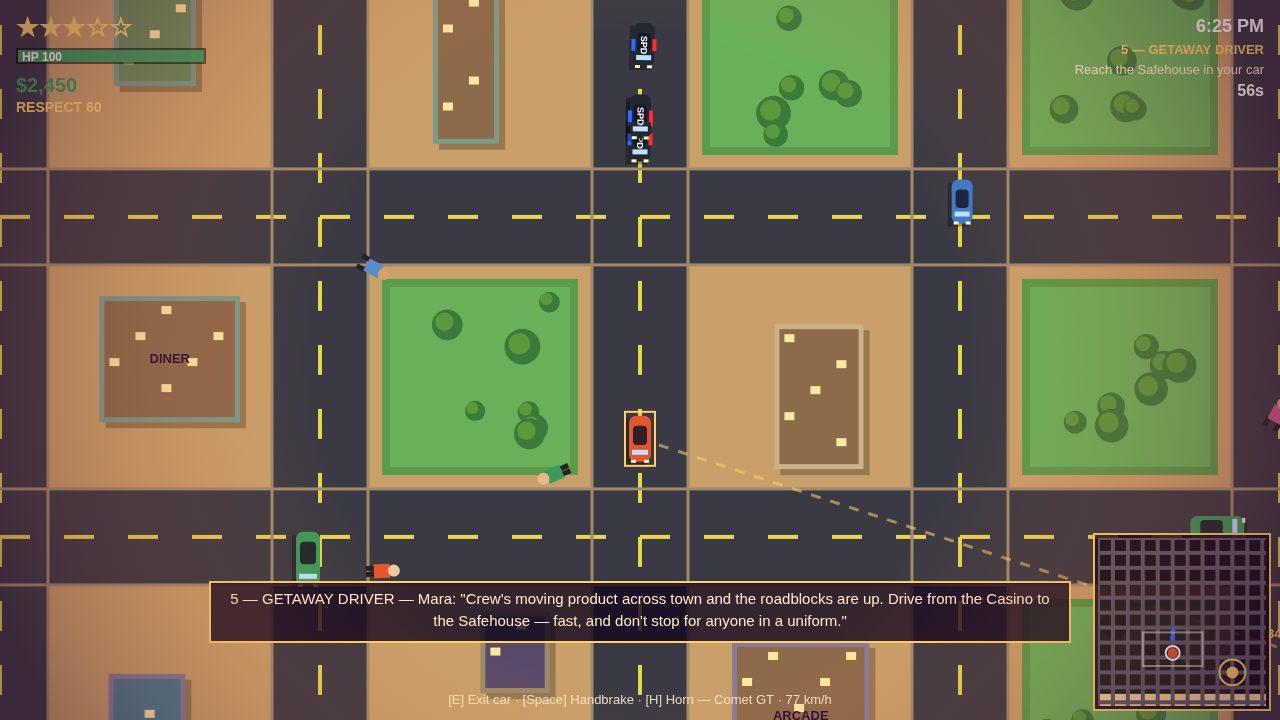 ★★★☆☆
HP 100
$2,450
RESPECT 60
6:25 PM
5 — GETAWAY DRIVER
Reach the Safehouse in your car
56s
SPD
SPD
DINER
5 — GETAWAY DRIVER — Mara: "Crew's moving product across town and the roadblocks are up. Drive from the Casino to
the Safehouse — fast, and don't stop for anyone in a uniform."
[E] Exit car · [Space] Handbrake · [H] Horn — Comet GT · 77 km/h
ARCADE